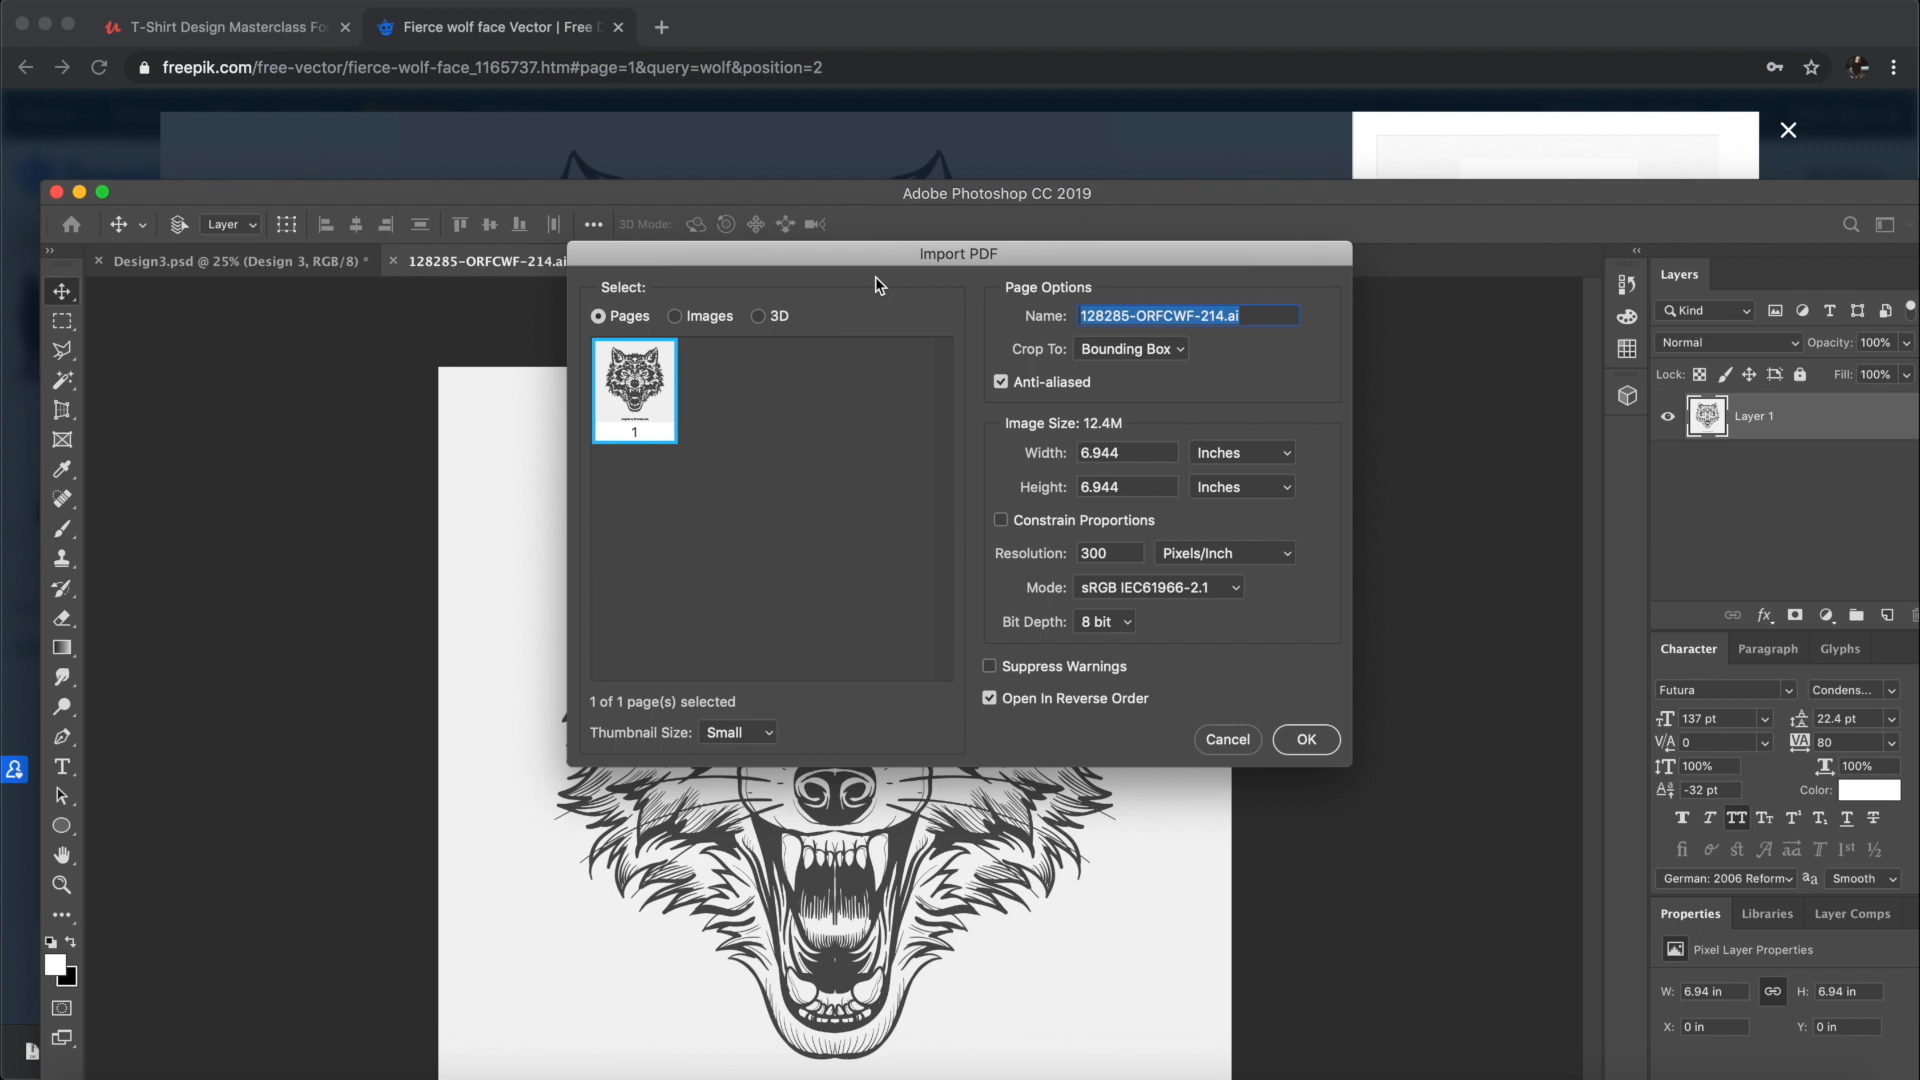 T-Shirt Design Masterclass Fo
Fierce wolf face Vector | Free D
freepik.com/free-vector/fierce-wolf-face_1165737.htm#page=1&query=wolf&position=2
Adobe Photoshop CC 2019
Layer
3D Mode:
Design3.psd @ 25% (Design 3, RGB/8) *
128285-ORFCWF-214.ai
Import PDF
Select:
Pages
Images
3D
1
1 of 1 page(s) selected
Thumbnail Size:
Small
Page Options
Name:
128285-ORFCWF-214.ai
Crop To:
Bounding Box
Anti-aliased
Image Size: 12.4M
Width:
6.944
Inches
Height:
6.944
Inches
Constrain Proportions
Resolution:
300
Pixels/Inch
Mode:
sRGB IEC61966-2.1
Bit Depth:
8 bit
Suppress Warnings
Open In Reverse Order
Cancel
OK
Layers
Kind
Normal
Opacity:
100%
Lock:
Fill:
100%
Layer 1
fx
Character
Paragraph
Glyphs
Futura
Condens...
137 pt
22.4 pt
0
80
100%
100%
-32 pt
Color:
German: 2006 Reform
aa
Smooth
Properties
Libraries
Layer Comps
Pixel Layer Properties
W:
6.94 in
H:
6.94 in
X:
0 in
Y:
0 in